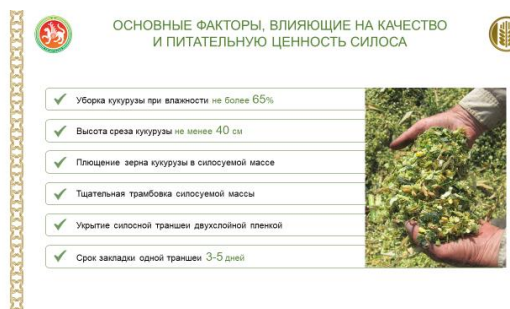 ОСНОВНЫЕ ФАКТОРЫ, ВЛИЯЮЩИЕ НА КАЧЕСТВО
И ПИТАТЕЛЬНУЮ ЦЕННОСТЬ СИЛОСА
Уборка кукурузы при влажности не более 65%
Высота среза кукурузы не менее 40 см
Плющение зерна кукурузы в силосуемой массе
Тщательная трамбовка силосуемой массы
Укрытие силосной траншеи двухслойной пленкой
Срок закладки одной траншеи 3-5 дней